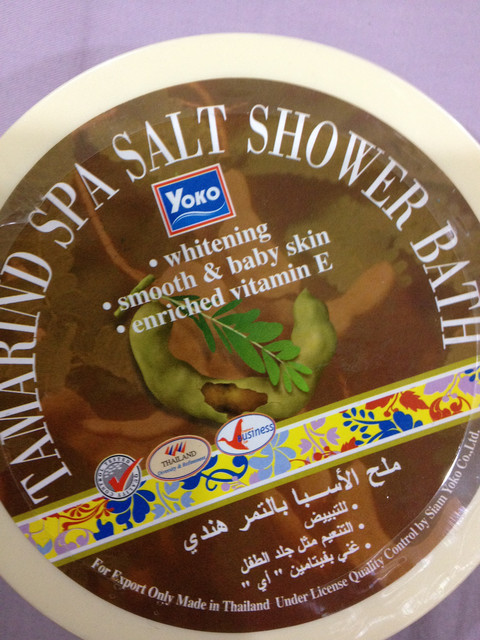 TAMARIND SPA SALT SHOWER BATH
YOKO
• whitening
• smooth & baby skin
• enriched vitamin E
THAILAND
Business
ملح الأسبا بالتمر هندي
• للتبييض
• التنعيم مثل جلد الطفل
• غني بفيتامين " أي "
For Export Only Made in Thailand Under License Quality Control by Siam Yoko Co.,Ltd.